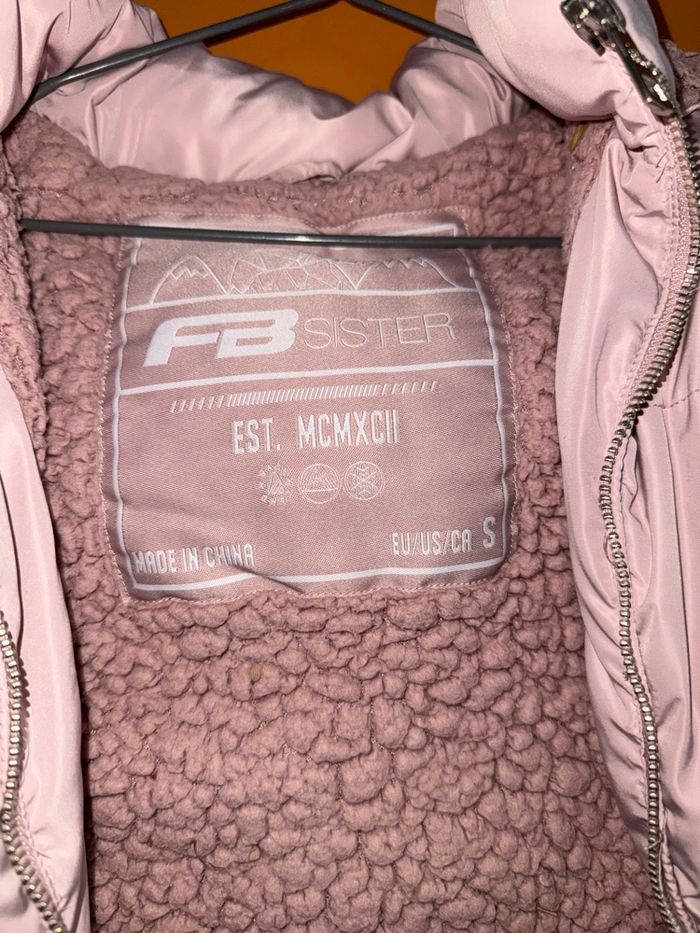 FB SISTER
EST. MCMXCII
MADE IN CHINA
EU/US/CA S